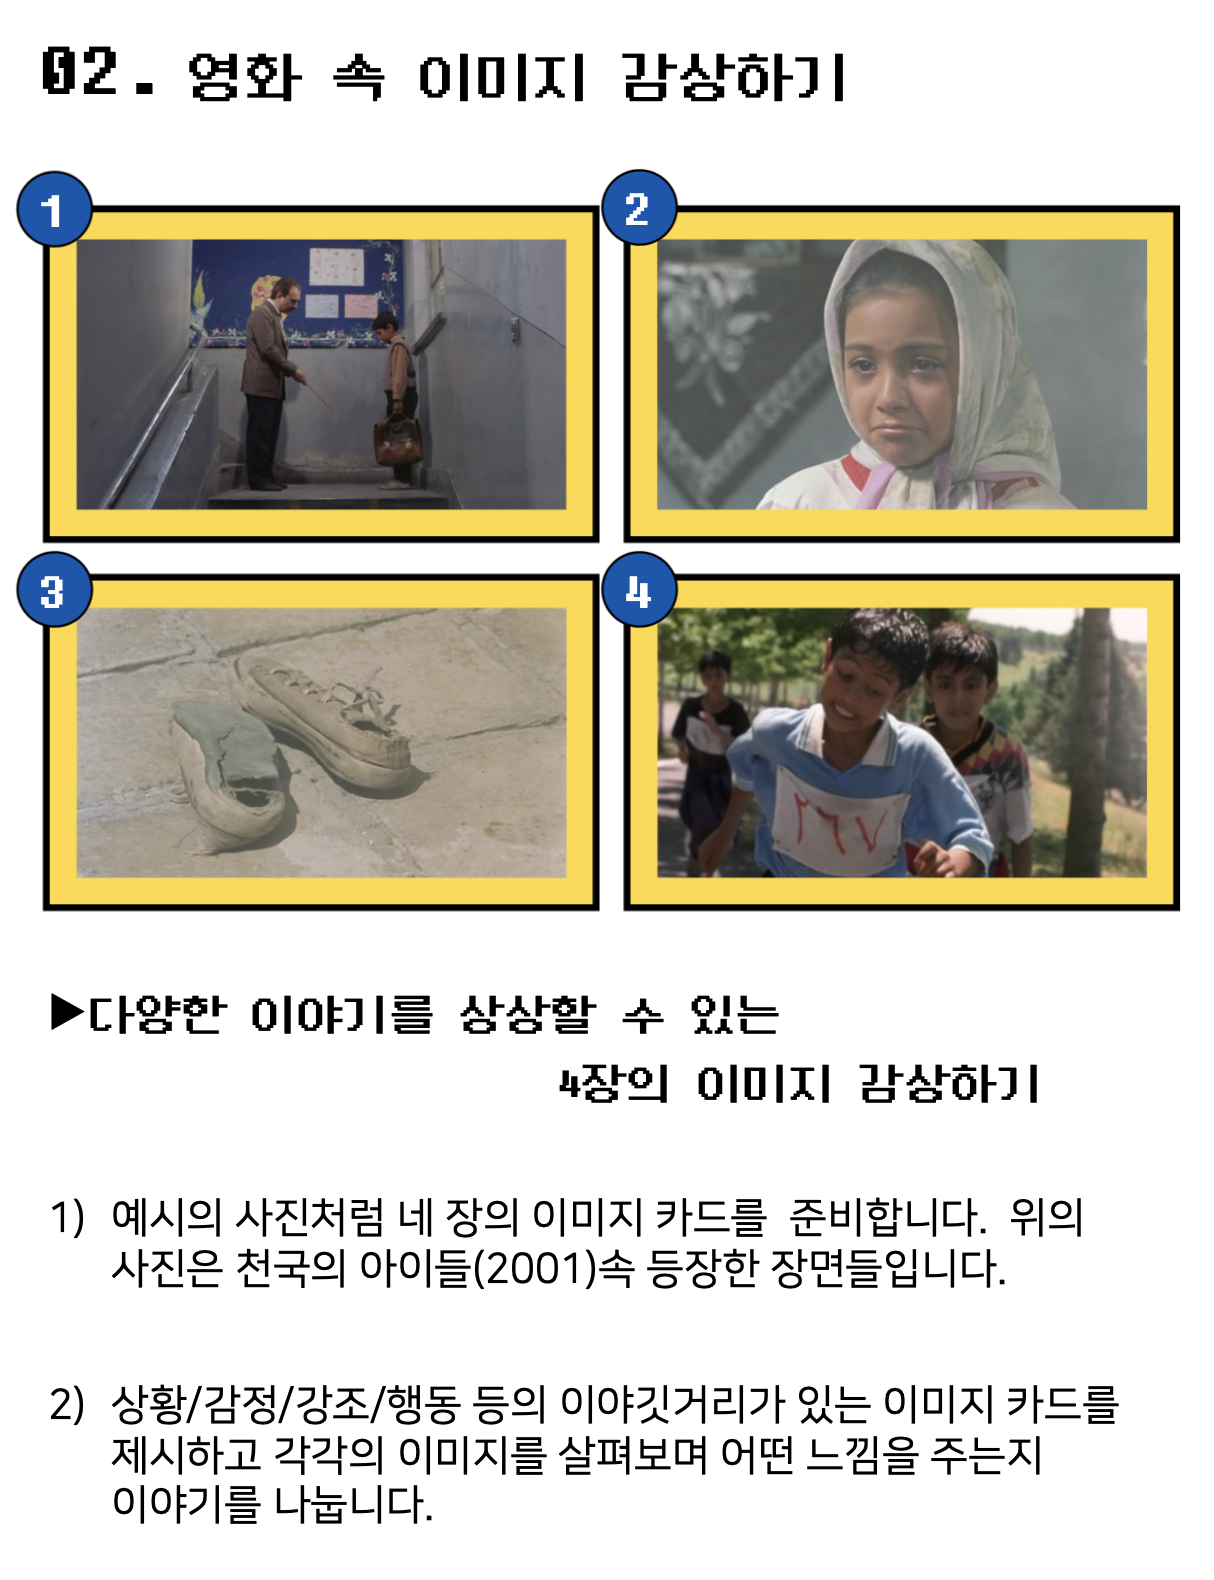 02. 영화 속 이미지 감상하기
1
2
3
4
۲۶۷
▶다양한 이야기를 상상할 수 있는
4장의 이미지 감상하기
1) 예시의 사진처럼 네 장의 이미지 카드를 준비합니다. 위의
사진은 천국의 아이들(2001)속 등장한 장면들입니다.
2) 상황/감정/강조/행동 등의 이야깃거리가 있는 이미지 카드를
제시하고 각각의 이미지를 살펴보며 어떤 느낌을 주는지
이야기를 나눕니다.